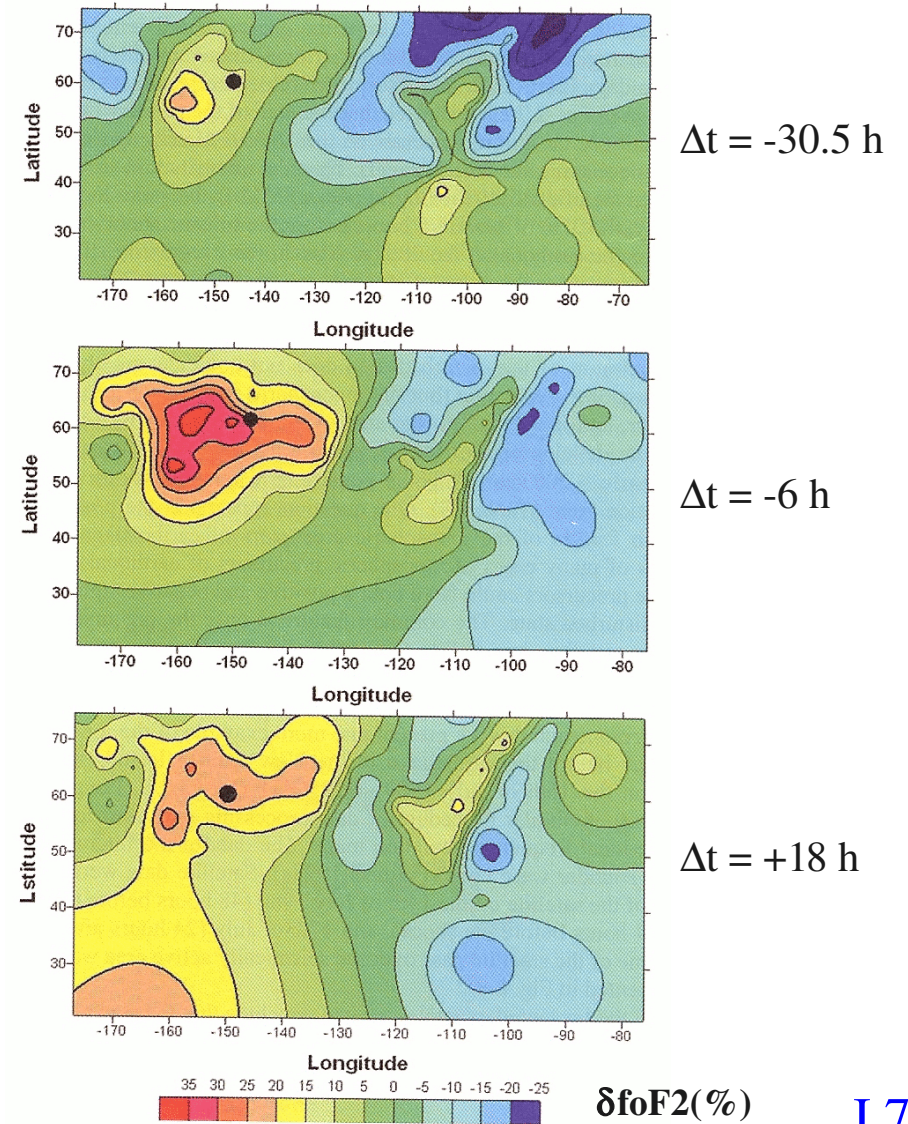 70
60
50
40
30
Latitude
Δt = -30.5 h
-170 -160 -150 -140 -130 -120 -110 -100 -90 -80 -70
Longitude
70
60
50
40
30
Latitude
Δt = -6 h
-170 -160 -150 -140 -130 -120 -110 -100 -90 -80
Longitude
70
60
50
40
30
Lstitude
Δt = +18 h
-170 -160 -150 -140 -130 -120 -110 -100 -90 -80
Longitude
35 30 25 20 15 10 5 0 -5 -10 -15 -20 -25
δfoF2(%)